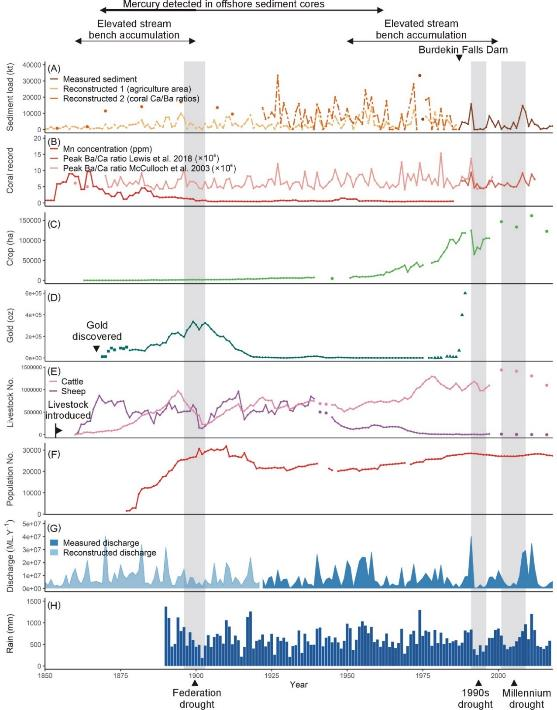 Mercury detected in offshore sediment cores
Elevated stream
bench accumulation
Elevated stream
bench accumulation
Burdekin Falls Dam
(A)
Measured sediment
Reconstructed 1 (agriculture area)
Reconstructed 2 (coral Ca/Ba ratios)
Sediment load (kt)
40000
30000
20000
10000
0
(B)
Mn concentration (ppm)
Peak Ba/Ca ratio Lewis et al. 2018 (×10⁶)
Peak Ba/Ca ratio McCulloch et al. 2003 (×10⁶)
Coral record
20
15
10
5
0
(C)
Crop (ha)
150000
100000
50000
0
(D)
Gold (oz)
6e+05
4e+05
2e+05
0e+00
Gold
discovered
(E)
Cattle
Sheep
Livestock No.
1500000
1000000
500000
0
Livestock
introduced
(F)
Population No.
30000
20000
10000
0
(G)
Measured discharge
Reconstructed discharge
Discharge (ML.Y⁻¹)
5e+07
4e+07
3e+07
2e+07
1e+07
0e+00
(H)
Rain (mm)
1500
1000
500
0
1850
1875
1900
1925
1950
1975
2000
Year
Federation
drought
1990s
drought
Millennium
drought